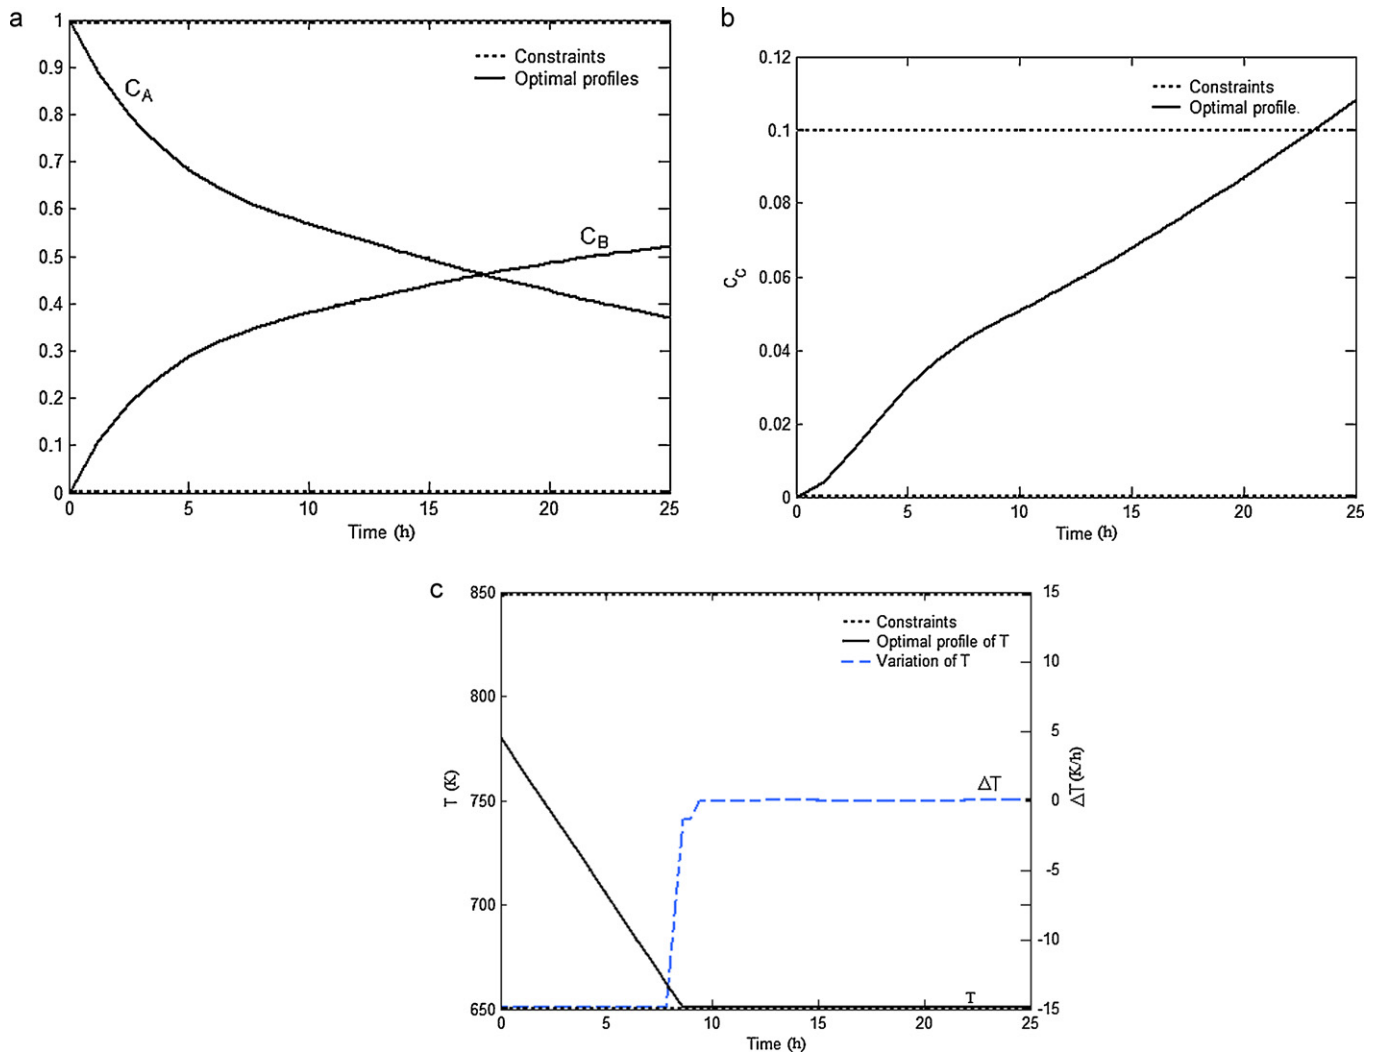 a
1
0.9
0.8
0.7
0.6
0.5
0.4
0.3
0.2
0.1
0
Constraints
Optimal profiles
C_A
C_B
0 5 10 15 20 25
Time (h)
b
0.12
0.1
0.08
0.06
0.04
0.02
0
C_C
Constraints
Optimal profile.
0 5 10 15 20 25
Time (h)
c
850
800
750
700
650
T (K)
Constraints
Optimal profile of T
Variation of T
ΔT
T
15
10
5
0
-5
-10
-15
ΔT (K/h)
0 5 10 15 20 25
Time (h)